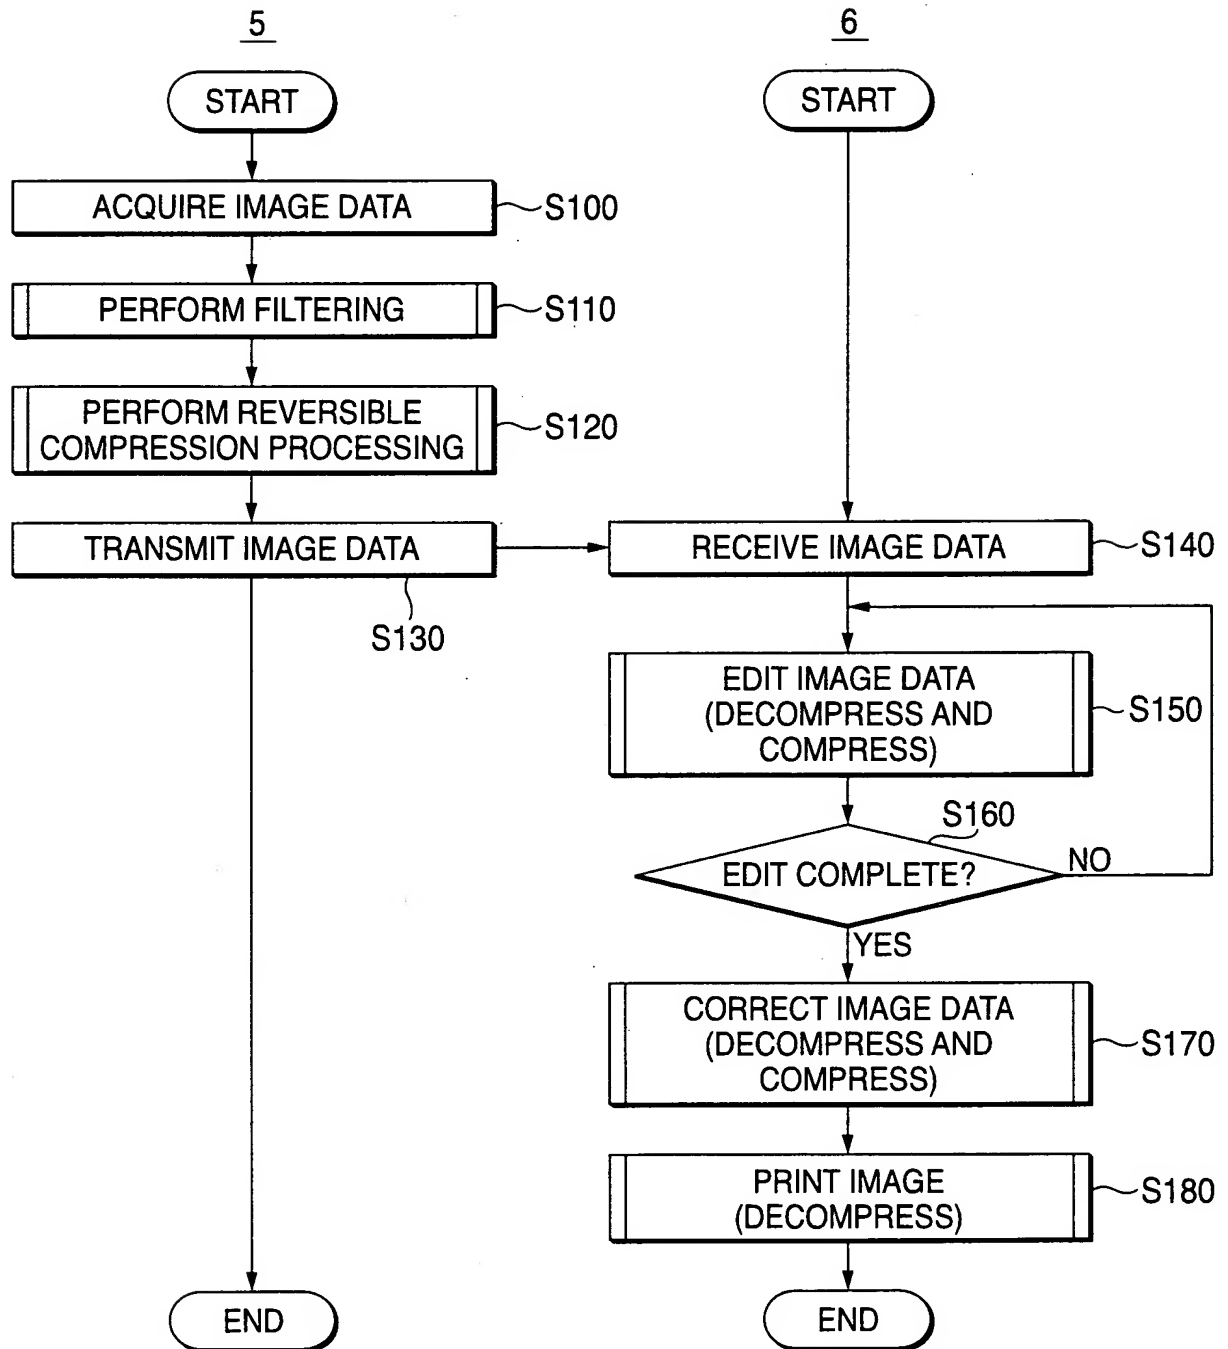 5
START
ACQUIRE IMAGE DATA
S100
PERFORM FILTERING
S110
PERFORM REVERSIBLE
COMPRESSION PROCESSING
S120
TRANSMIT IMAGE DATA
S130
END
6
START
RECEIVE IMAGE DATA
S140
EDIT IMAGE DATA
(DECOMPRESS AND
COMPRESS)
S150
S160
EDIT COMPLETE?
NO
YES
CORRECT IMAGE DATA
(DECOMPRESS AND
COMPRESS)
S170
PRINT IMAGE
(DECOMPRESS)
S180
END